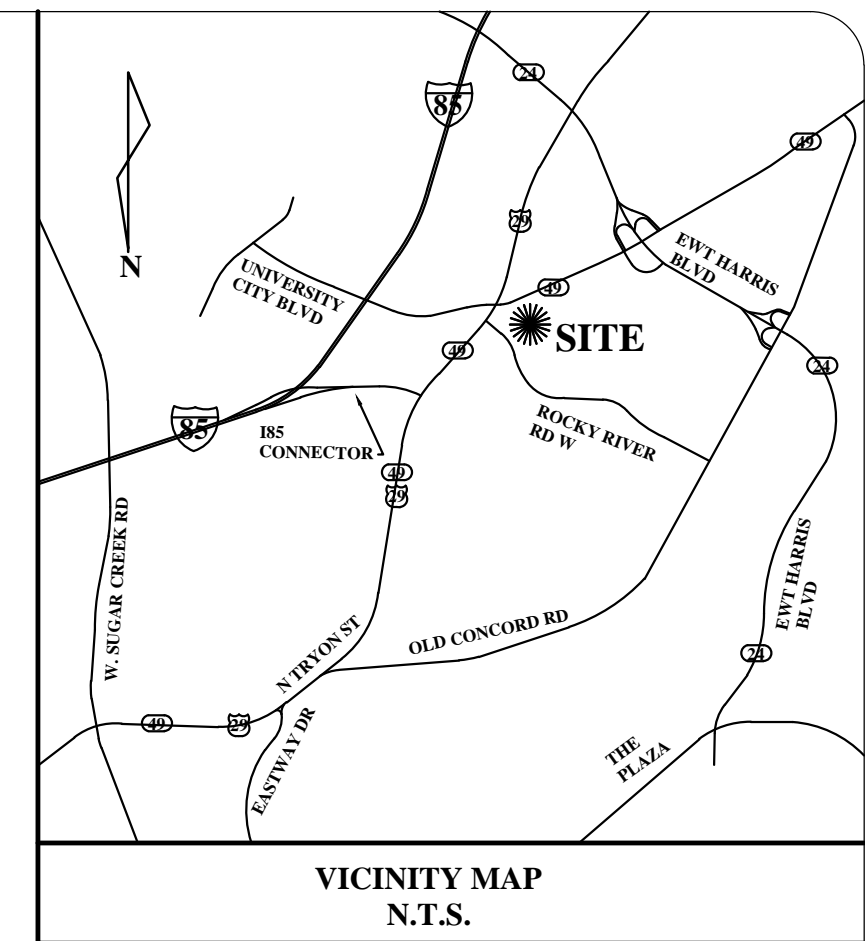 24
85
49
29
N
EWT HARRIS
BLVD
UNIVERSITY
CITY BLVD
49
SITE
49
24
85
I85
CONNECTOR
ROCKY RIVER
RD W
49
29
W. SUGAR CREEK RD
EWT HARRIS
BLVD
N TRYON ST
OLD CONCORD RD
24
49
29
EASTWAY DR
THE
PLAZA
VICINITY MAP
N.T.S.